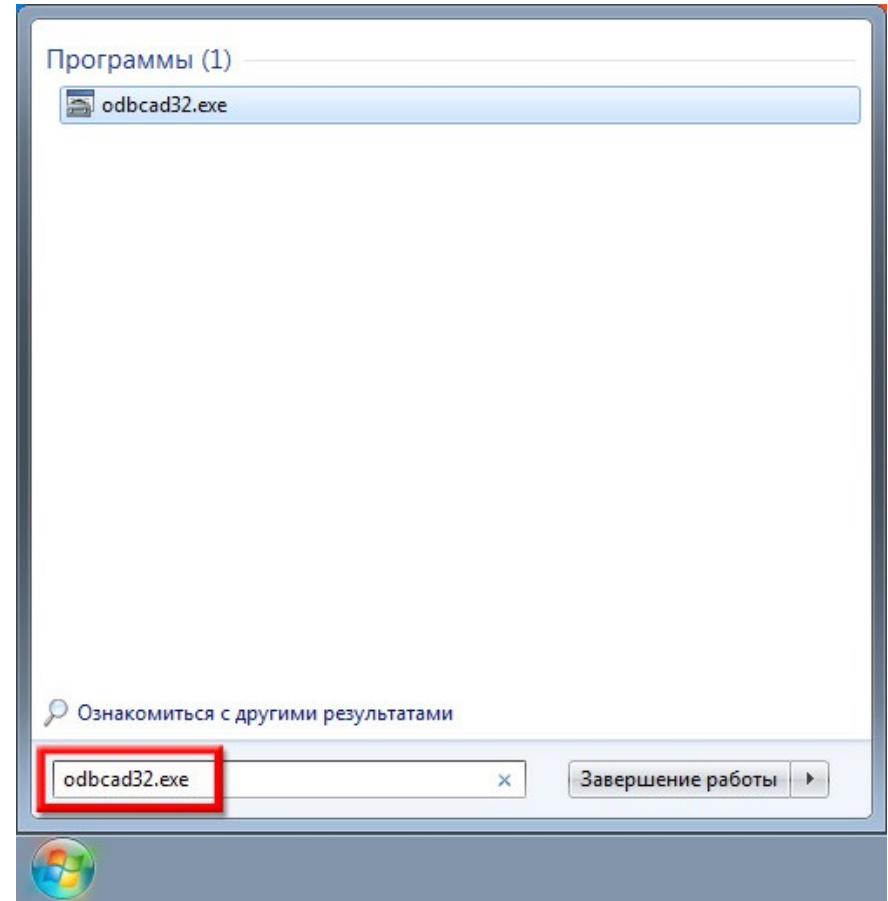 Программы (1)
odbcad32.exe
Ознакомиться с другими результатами
odbcad32.exe
Завершение работы